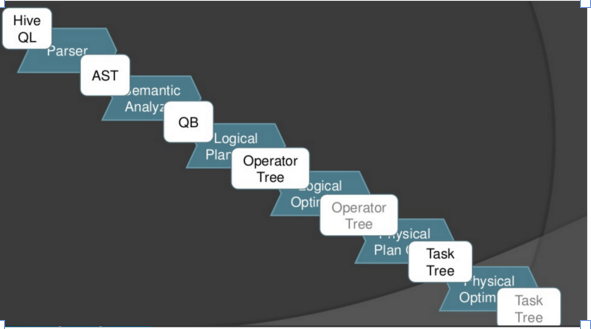 Hive
QL
Parser
AST
Semantic
Analyz
QB
Logical
Plan
Operator
Tree
Logical
Optim
Operator
Tree
Physical
Plan
Task
Tree
Physical
Optim
Task
Tree